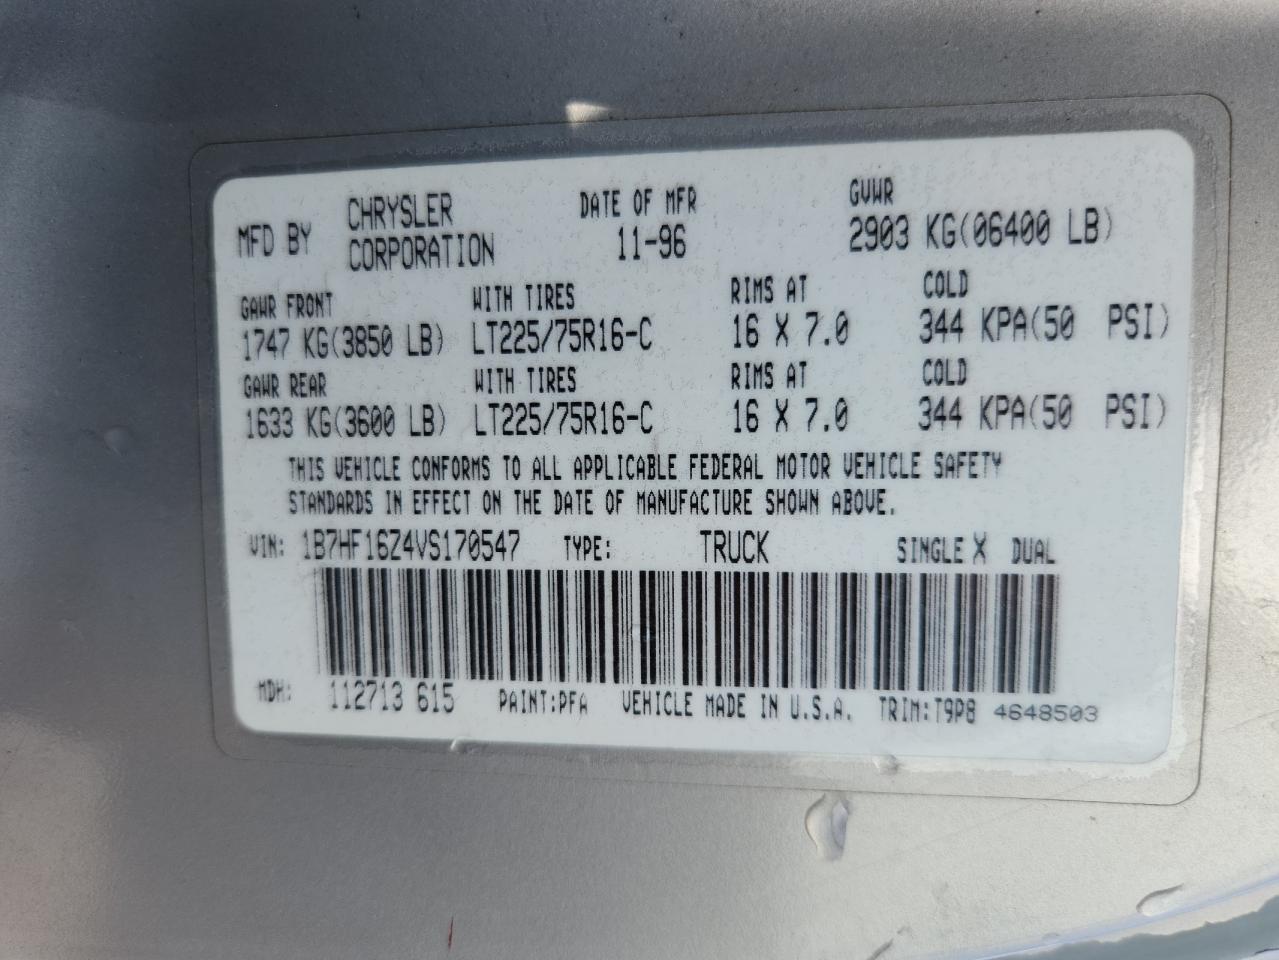 MFD BY CHRYSLER CORPORATION DATE OF MFR 11-96 GVWR 2903 KG(06400 LB)
GAWR FRONT WITH TIRES RIMS AT COLD
1747 KG(3850 LB) LT225/75R16-C 16 X 7.0 344 KPA(50 PSI)
GAWR REAR WITH TIRES RIMS AT COLD
1633 KG(3600 LB) LT225/75R16-C 16 X 7.0 344 KPA(50 PSI)
THIS VEHICLE CONFORMS TO ALL APPLICABLE FEDERAL MOTOR VEHICLE SAFETY
STANDARDS IN EFFECT ON THE DATE OF MANUFACTURE SHOWN ABOVE.
VIN: 1B7HF16Z4VS170547 TYPE: TRUCK SINGLE X DUAL
MDH: 112713 615 PAINT:PFA VEHICLE MADE IN U.S.A. TRIM:T9P8 4648503